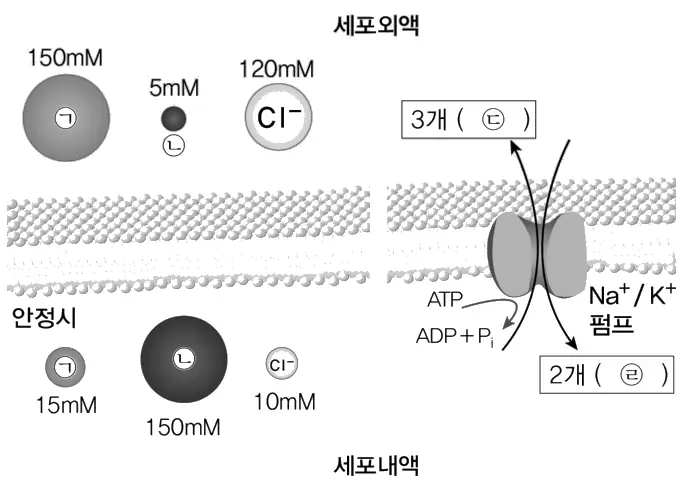 세포외액
150mM
㉠
5mM
㉡
120mM
Cl⁻
3개 ( ㉢ )
ATP
ADP+Pᵢ
Na⁺/K⁺
펌프
2개 ( ㉣ )
안정시
㉠
15mM
㉡
150mM
Cl⁻
10mM
세포내액